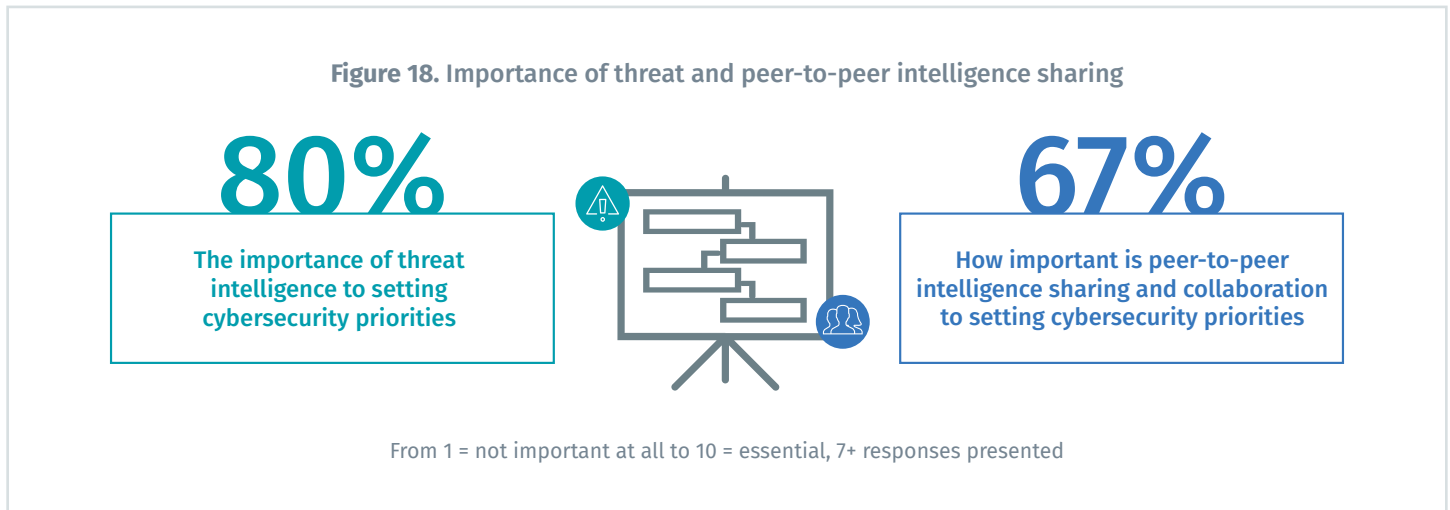 Figure 18. Importance of threat and peer-to-peer intelligence sharing
80%
The importance of threat
intelligence to setting
cybersecurity priorities
67%
How important is peer-to-peer
intelligence sharing and collaboration
to setting cybersecurity priorities
From 1 = not important at all to 10 = essential, 7+ responses presented